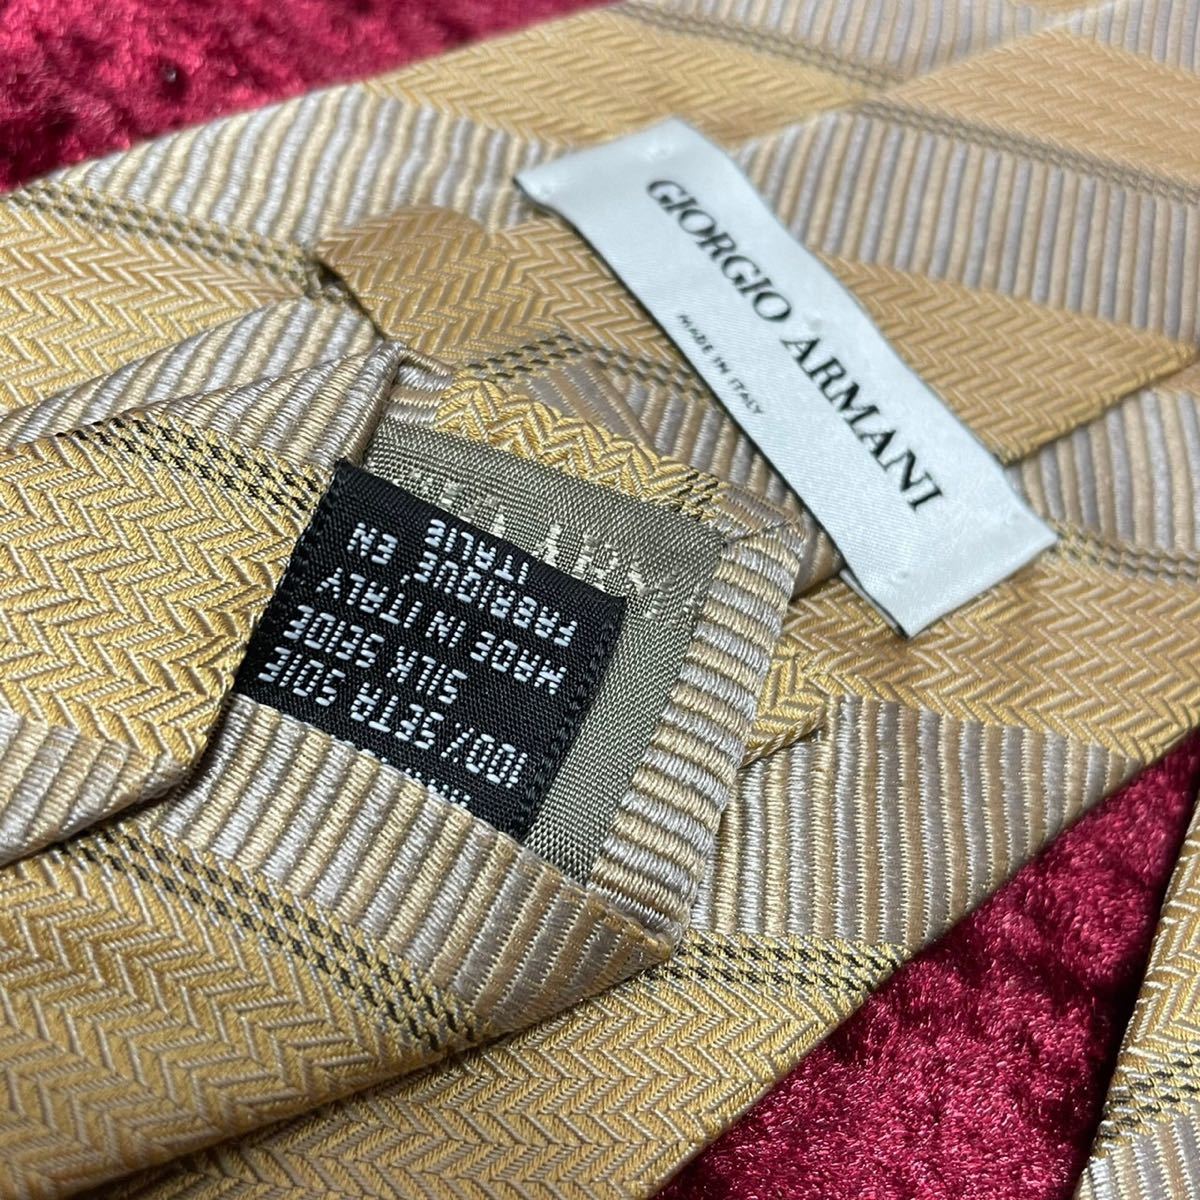 GIORGIO ARMANI
MADE IN ITALY
100% SETA SOIE
SILK SEIDE
MADE IN ITALY
FABRIQUE EN
ITALIE